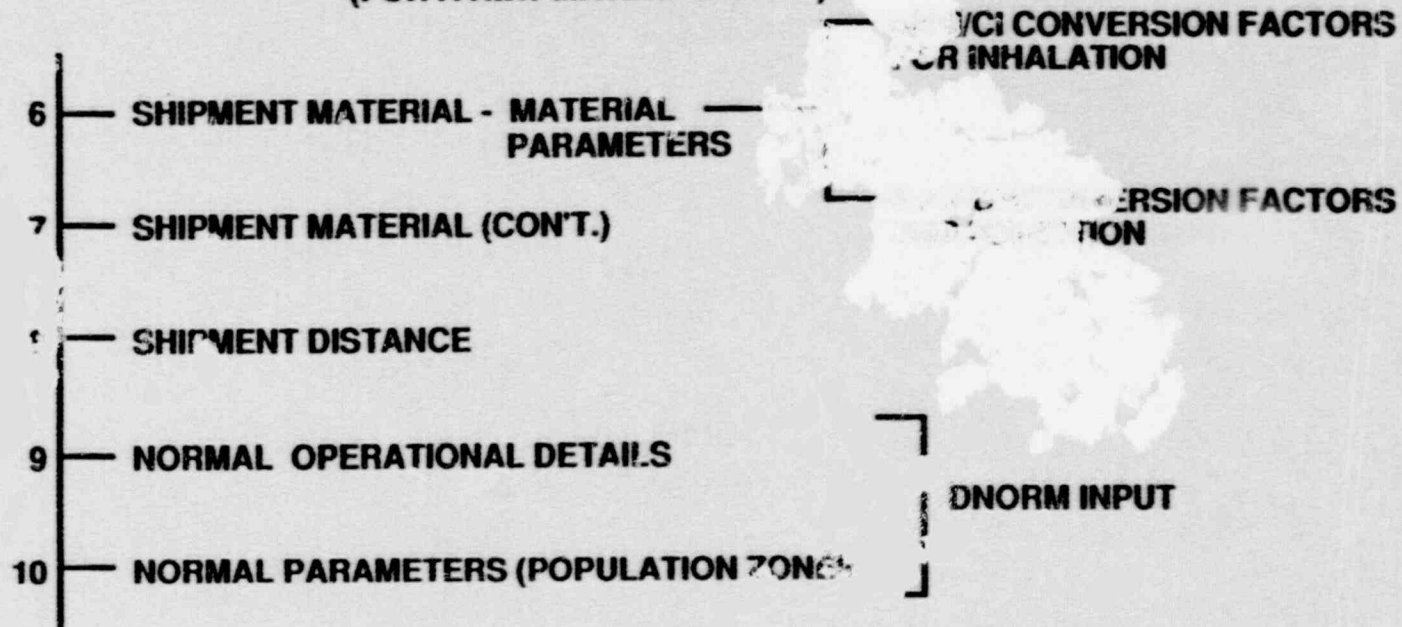 /CI CONVERSION FACTORS
INHALATION
6 SHIPMENT MATERIAL - MATERIAL
PARAMETERS
FACTORS
7 SHIPMENT MATERIAL (CON'T.)
SHIPMENT DISTANCE
9 NORMAL OPERATIONAL DETAILS
DNORM INPUT
10 NORMAL PARAMETERS (POPULATION